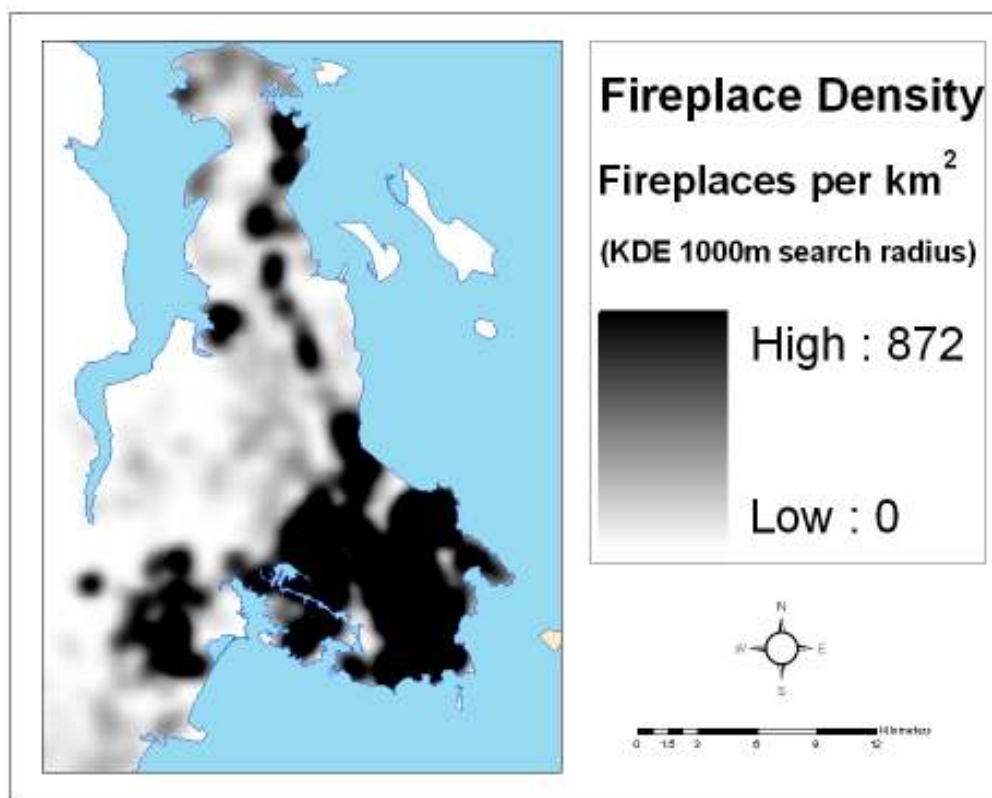 Fireplace Density
Fireplaces per km²
(KDE 1000m search radius)
High : 872
Low : 0
N
W E
S
Kilometers
0 1.5 3 6 9 12